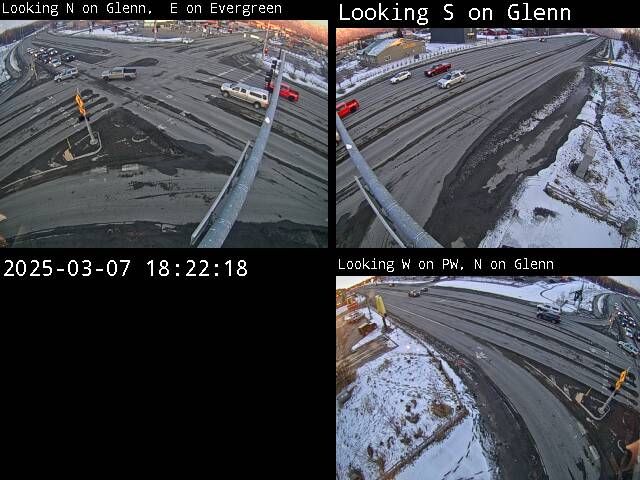 Looking N on Glenn,  E on Evergreen
Looking S on Glenn
2025-03-07 18:22:18
Looking W on PW, N on Glenn